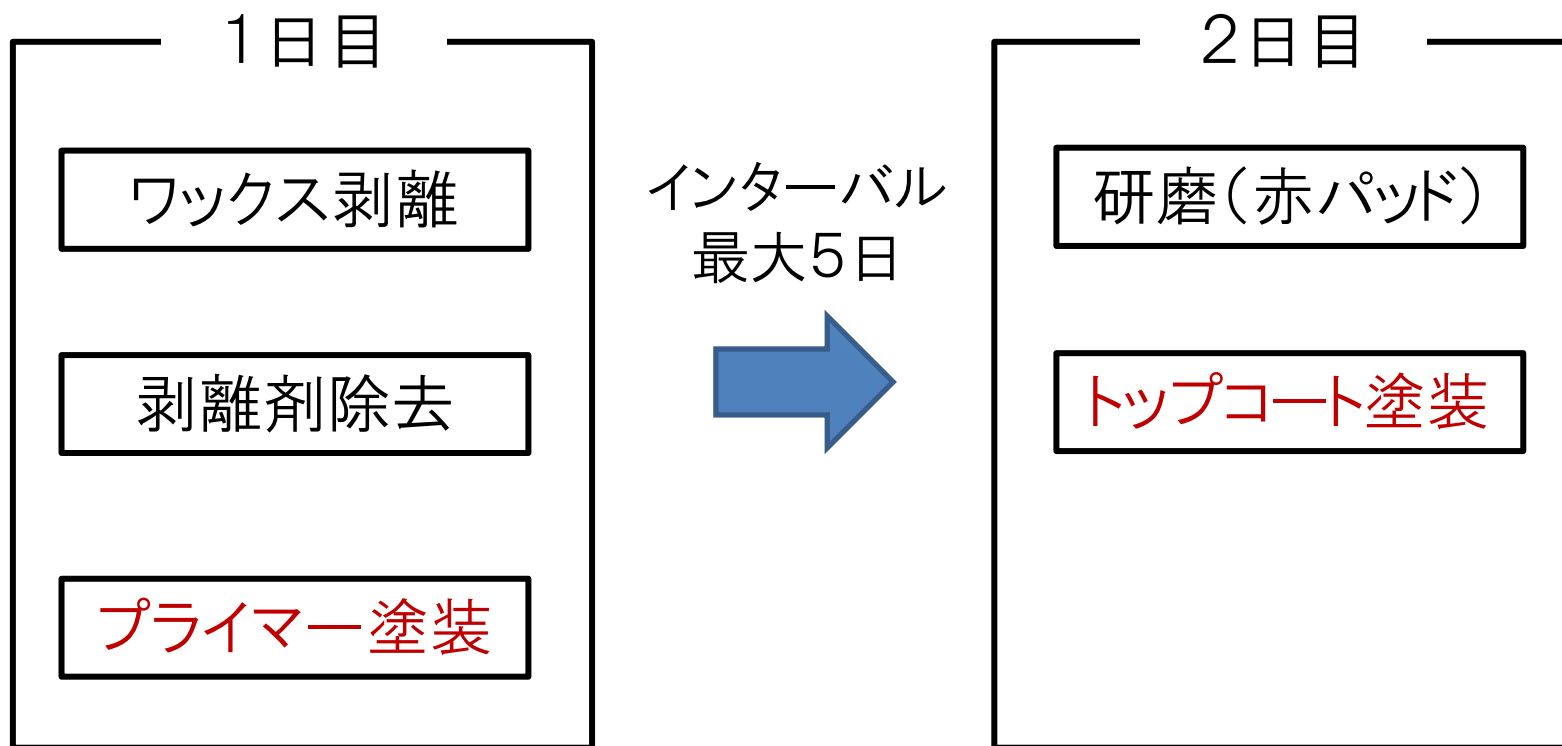 1日目
ワックス剥離
剥離剤除去
プライマー塗装
インターバル
最大5日
2日目
研磨(赤パッド)
トップコート塗装